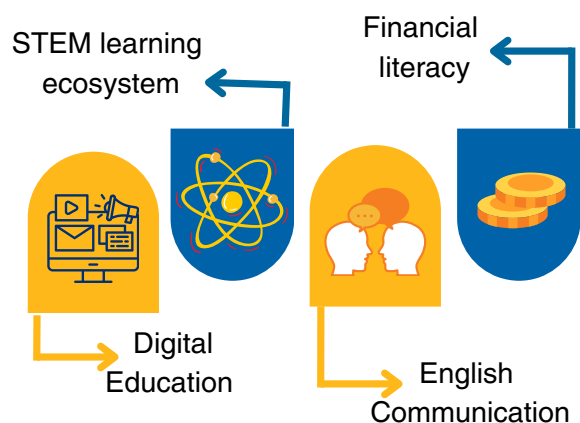 STEM learning
ecosystem
Financial
literacy
Digital
Education
English
Communication